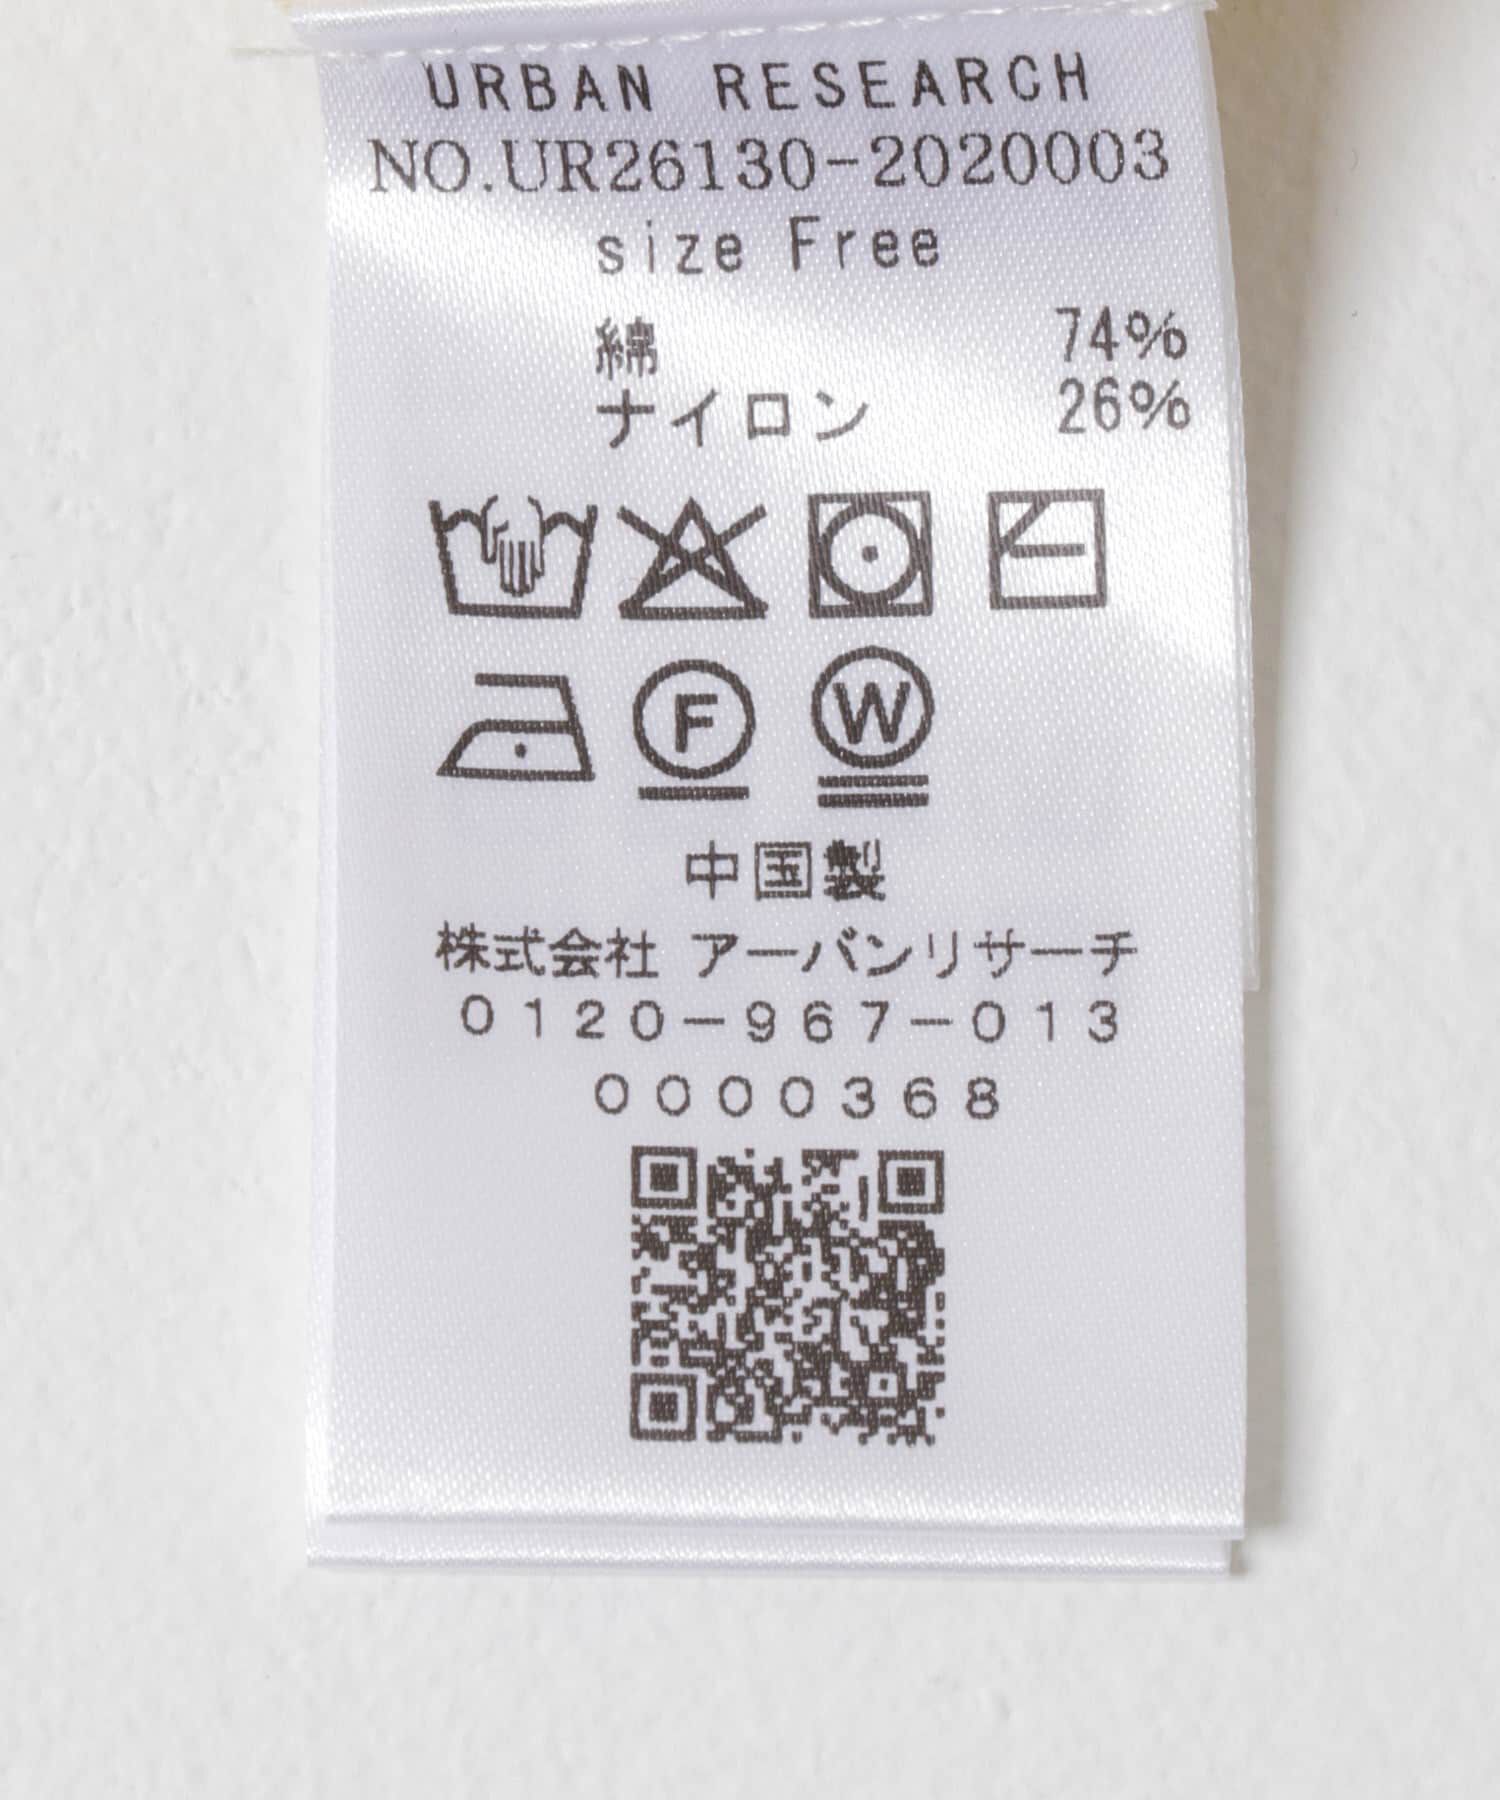 URBAN RESEARCH
NO.UR26130-2020003
size Free
綿 74%
ナイロン 26%
F W
中国製
株式会社 アーバンリサーチ
0120-967-013
0000368